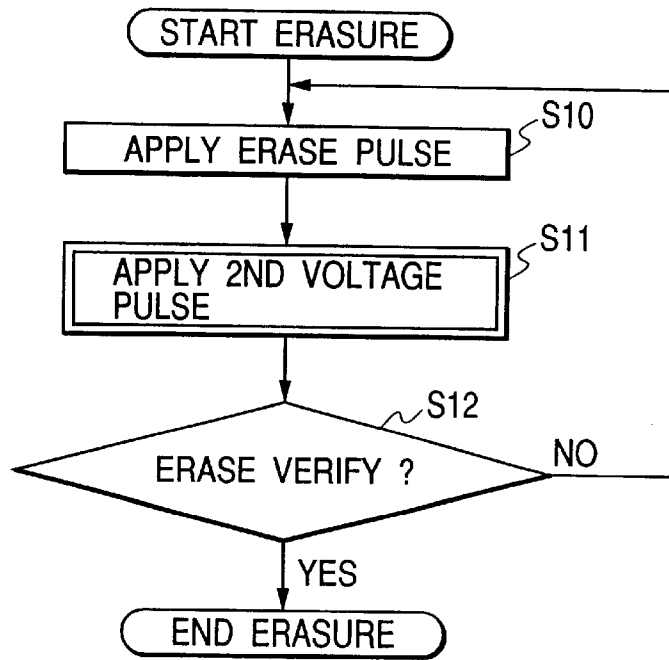 START ERASURE
S10
APPLY ERASE PULSE
S11
APPLY 2ND VOLTAGE
PULSE
S12
ERASE VERIFY ?
NO
YES
END ERASURE